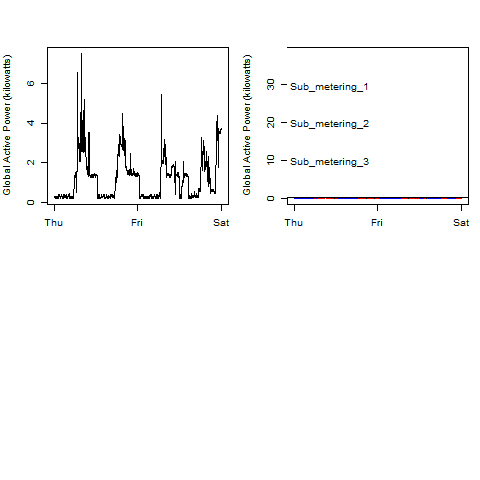 Global Active Power (kilowatts)
0 2 4 6
Thu Fri Sat
Global Active Power (kilowatts)
0 10 20 30
Sub_metering_1
Sub_metering_2
Sub_metering_3
Thu Fri Sat